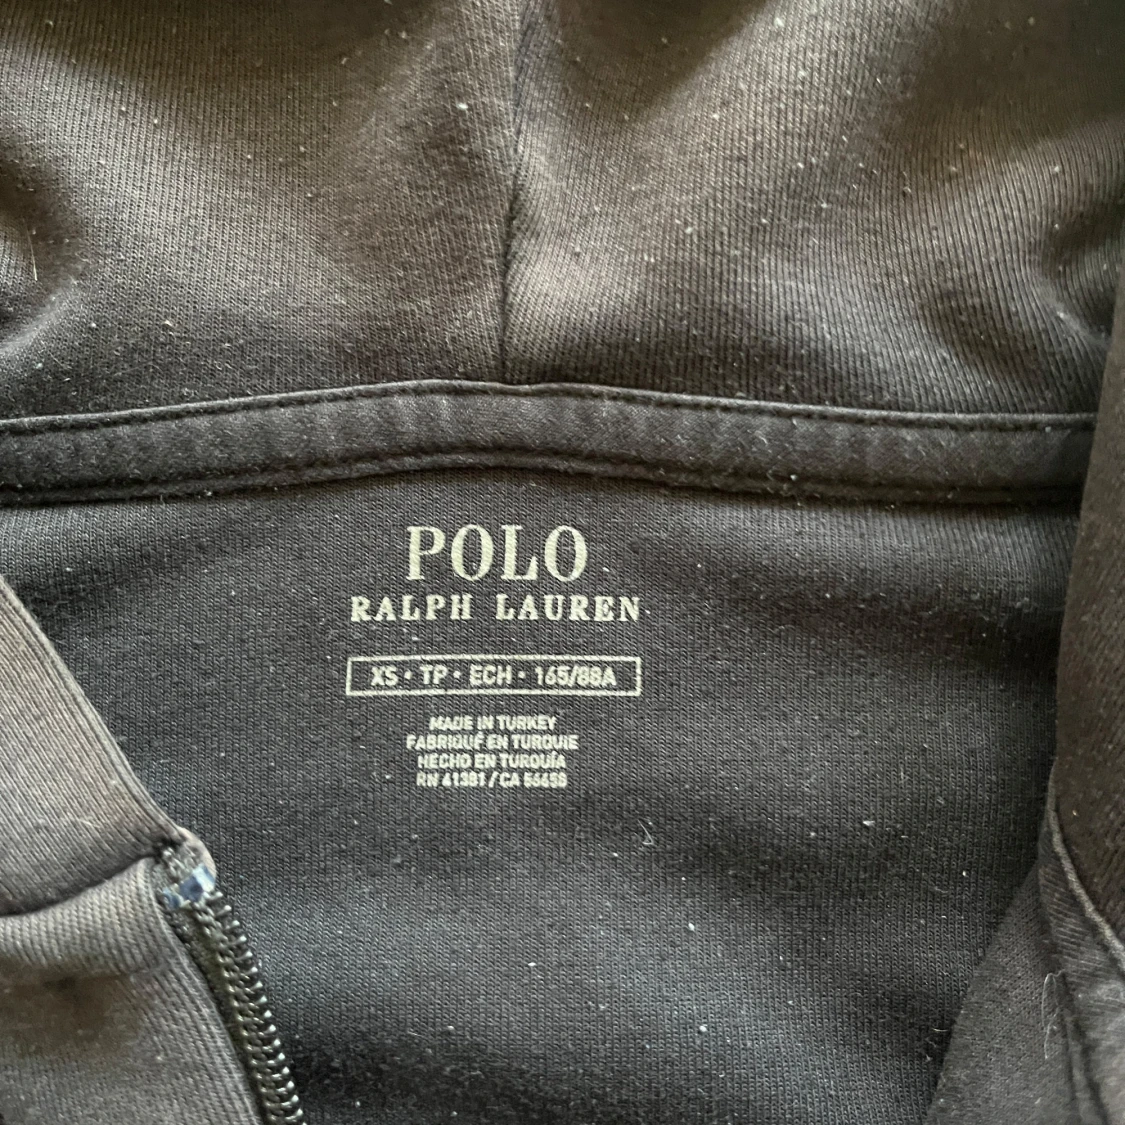 POLO
RALPH LAUREN
XS • TP • ECH • 165/88A
MADE IN TURKEY
FABRIQUÉ EN TURQUIE
HECHO EN TURQUÍA
RN 41381 / CA 56458